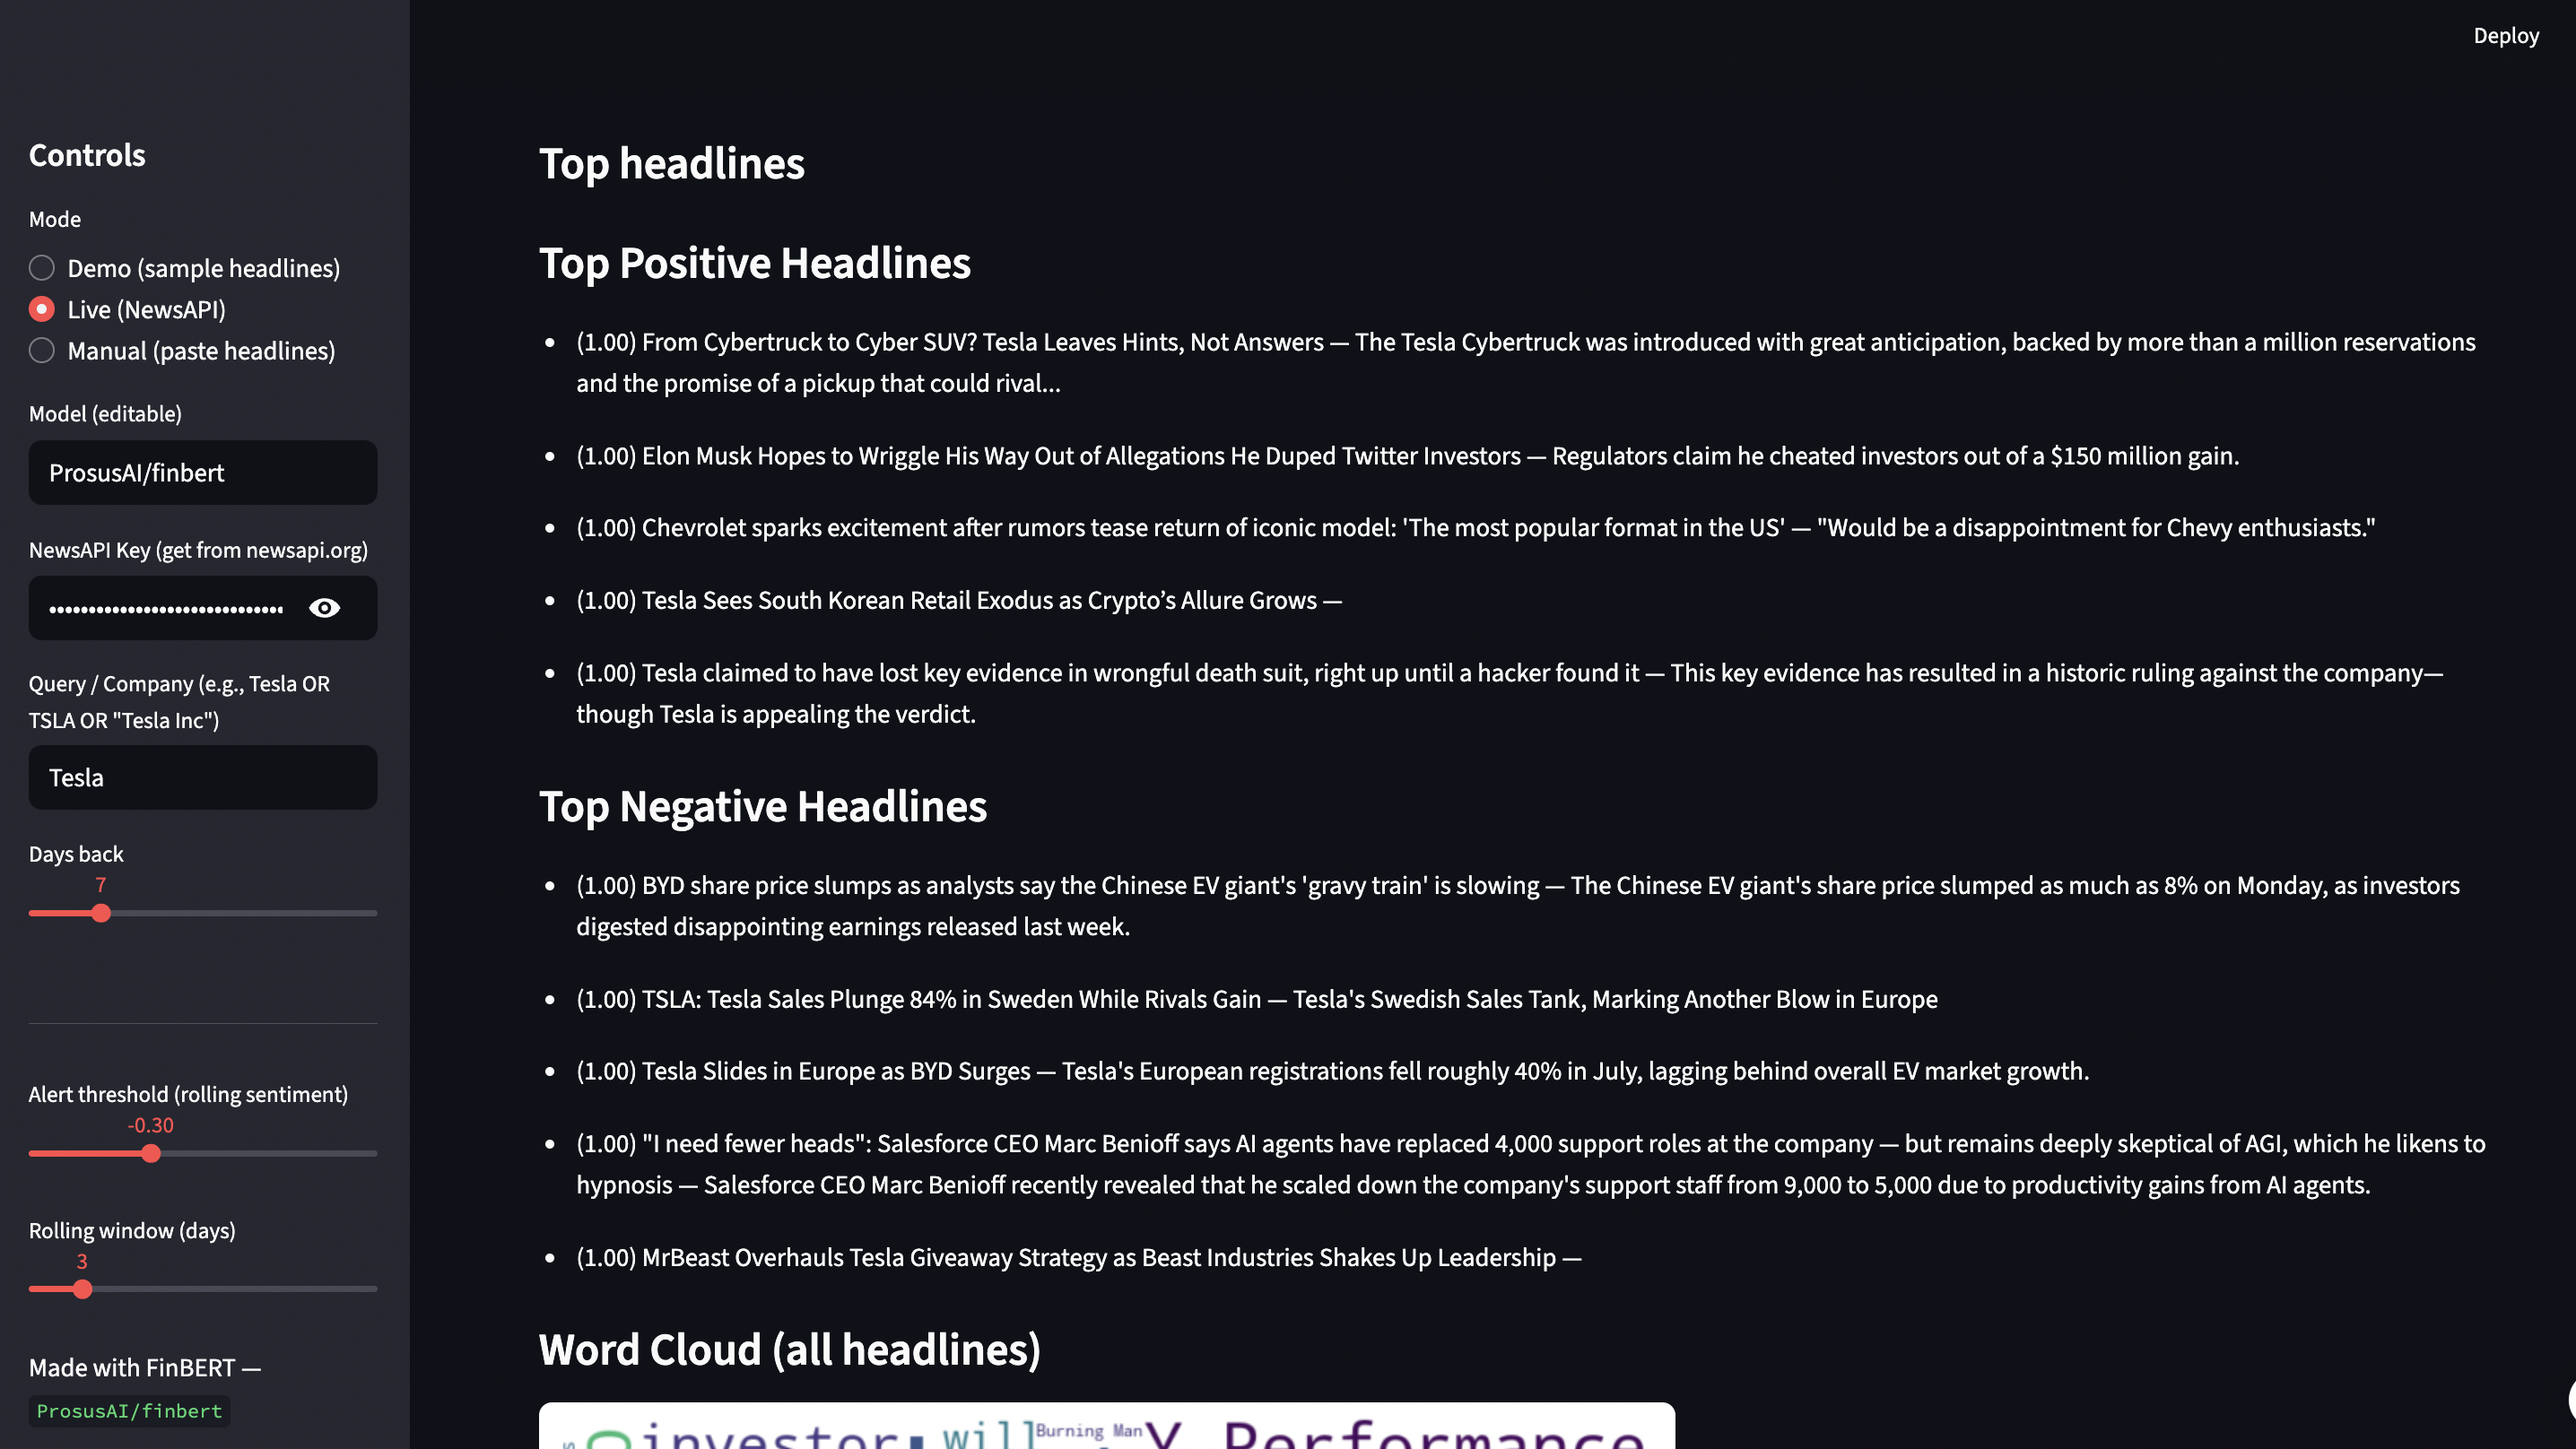 Deploy
Controls
Mode
Demo (sample headlines)
Live (NewsAPI)
Manual (paste headlines)
Model (editable)
ProsusAI/finbert
NewsAPI Key (get from newsapi.org)
Query / Company (e.g., Tesla OR
TSLA OR "Tesla Inc")
Tesla
Days back
7
Alert threshold (rolling sentiment)
-0.30
Rolling window (days)
3
Made with FinBERT —
ProsusAI/finbert
Top headlines
Top Positive Headlines
(1.00) From Cybertruck to Cyber SUV? Tesla Leaves Hints, Not Answers — The Tesla Cybertruck was introduced with great anticipation, backed by more than a million reservations
and the promise of a pickup that could rival...
(1.00) Elon Musk Hopes to Wriggle His Way Out of Allegations He Duped Twitter Investors — Regulators claim he cheated investors out of a $150 million gain.
(1.00) Chevrolet sparks excitement after rumors tease return of iconic model: 'The most popular format in the US' — "Would be a disappointment for Chevy enthusiasts."
(1.00) Tesla Sees South Korean Retail Exodus as Crypto’s Allure Grows —
(1.00) Tesla claimed to have lost key evidence in wrongful death suit, right up until a hacker found it — This key evidence has resulted in a historic ruling against the company—
though Tesla is appealing the verdict.
Top Negative Headlines
(1.00) BYD share price slumps as analysts say the Chinese EV giant's 'gravy train' is slowing — The Chinese EV giant's share price slumped as much as 8% on Monday, as investors
digested disappointing earnings released last week.
(1.00) TSLA: Tesla Sales Plunge 84% in Sweden While Rivals Gain — Tesla's Swedish Sales Tank, Marking Another Blow in Europe
(1.00) Tesla Slides in Europe as BYD Surges — Tesla's European registrations fell roughly 40% in July, lagging behind overall EV market growth.
(1.00) "I need fewer heads": Salesforce CEO Marc Benioff says AI agents have replaced 4,000 support roles at the company — but remains deeply skeptical of AGI, which he likens to
hypnosis — Salesforce CEO Marc Benioff recently revealed that he scaled down the company's support staff from 9,000 to 5,000 due to productivity gains from AI agents.
(1.00) MrBeast Overhauls Tesla Giveaway Strategy as Beast Industries Shakes Up Leadership —
Word Cloud (all headlines)
investor will Burning Man Y Performance